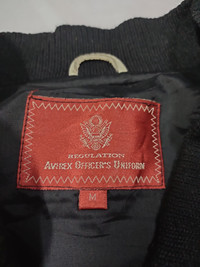 REGULATION
AVIREX OFFICER'S UNIFORM
M